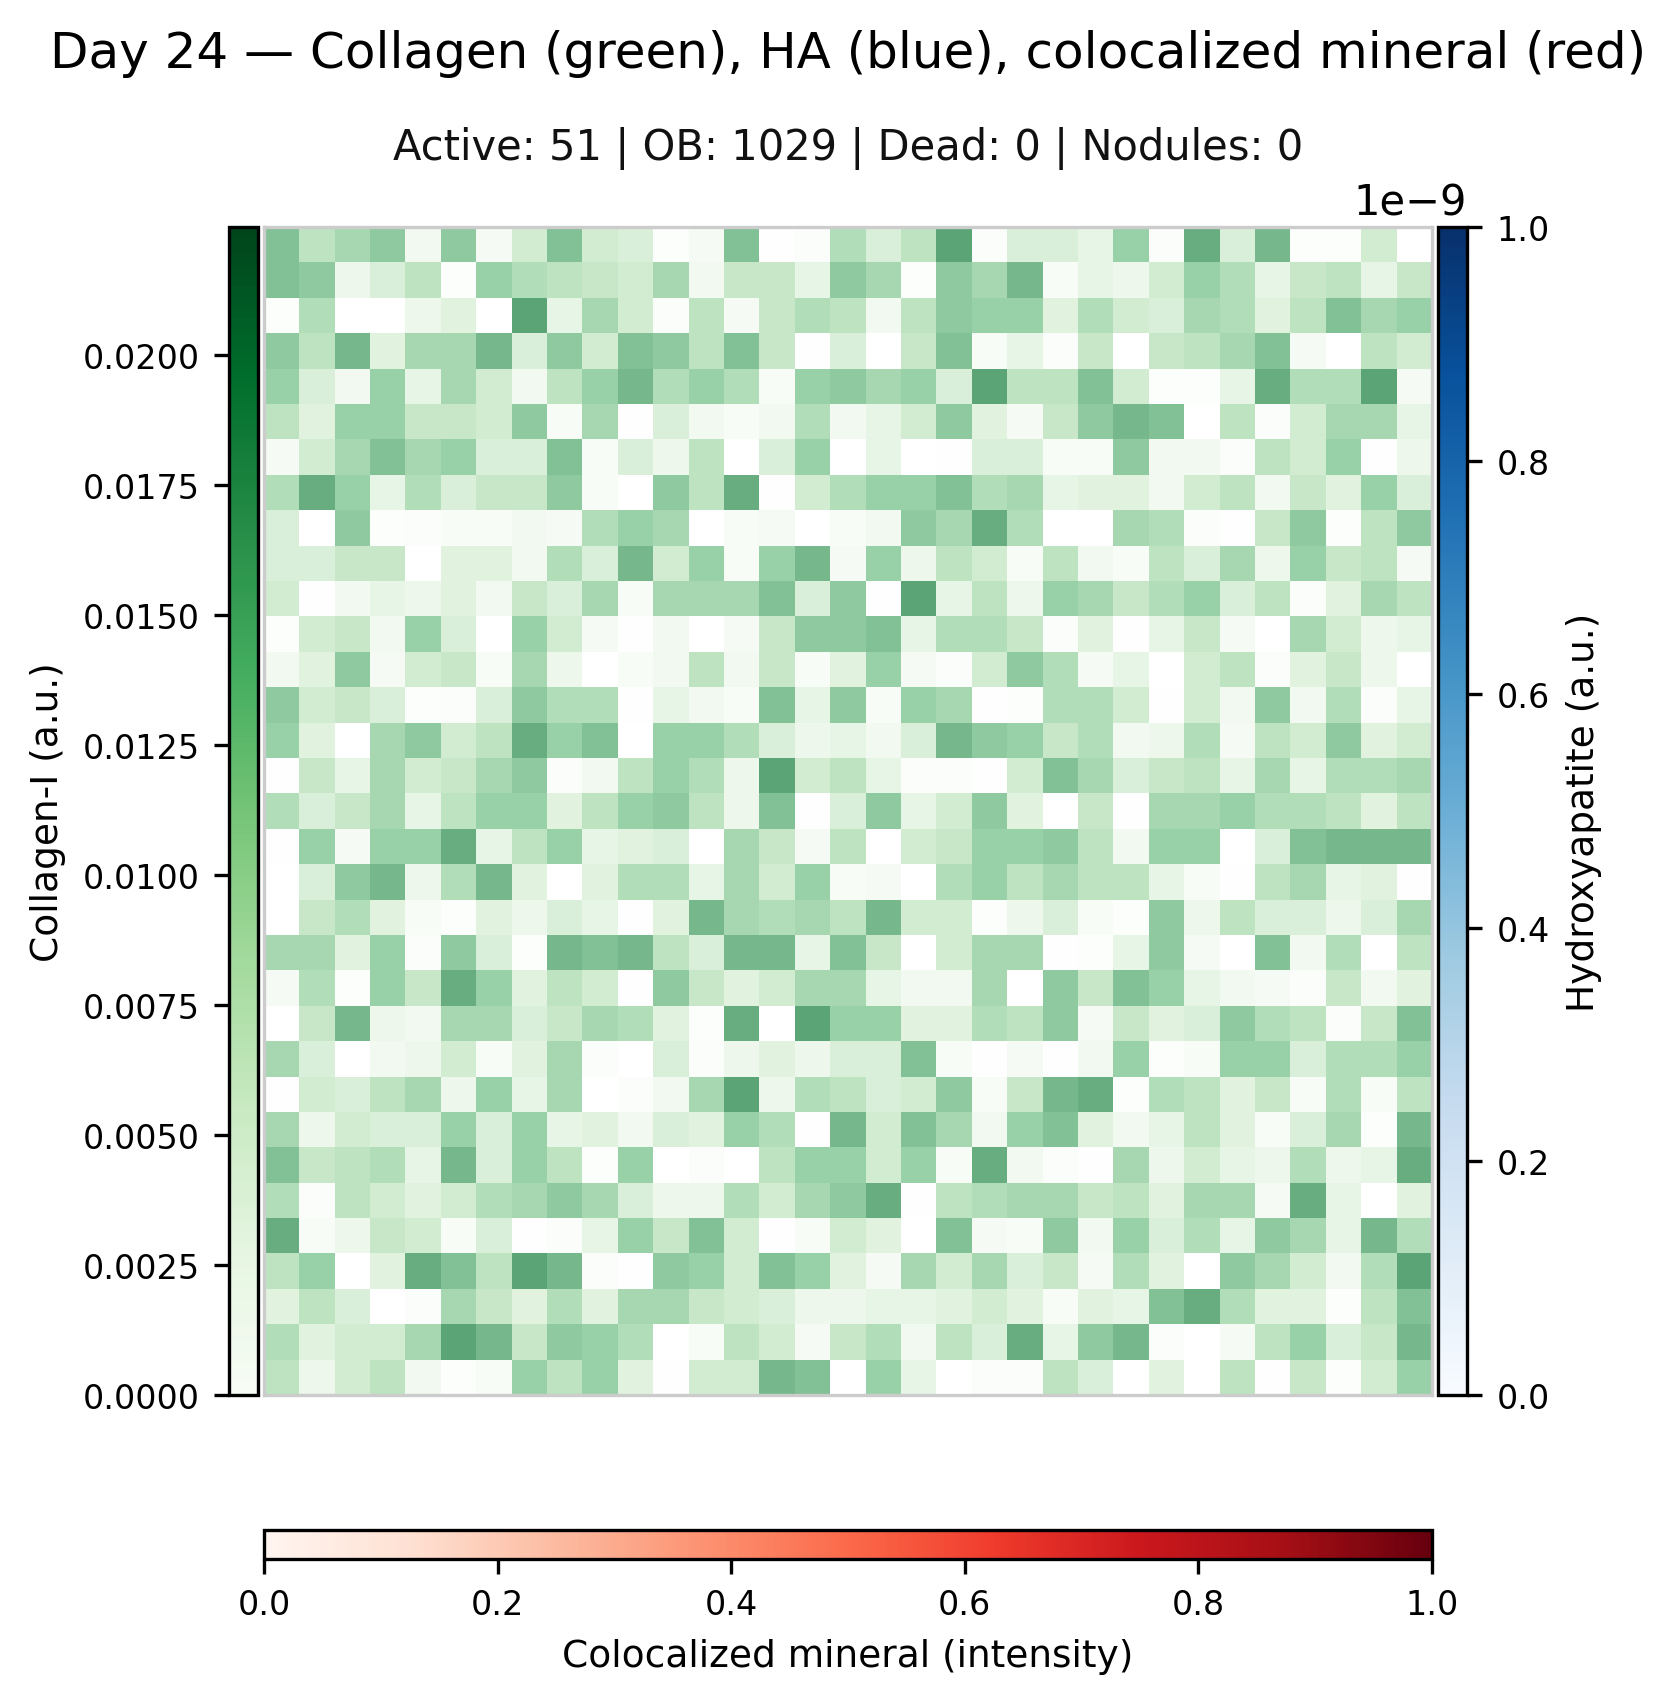 Day 24 — Collagen (green), HA (blue), colocalized mineral (red)
Active: 51 | OB: 1029 | Dead: 0 | Nodules: 0
1e−9
0.0200
0.0175
0.0150
0.0125
0.0100
0.0075
0.0050
0.0025
0.0000
Collagen-I (a.u.)
1.0
0.8
0.6
0.4
0.2
0.0
Hydroxyapatite (a.u.)
0.0 0.2 0.4 0.6 0.8 1.0
Colocalized mineral (intensity)